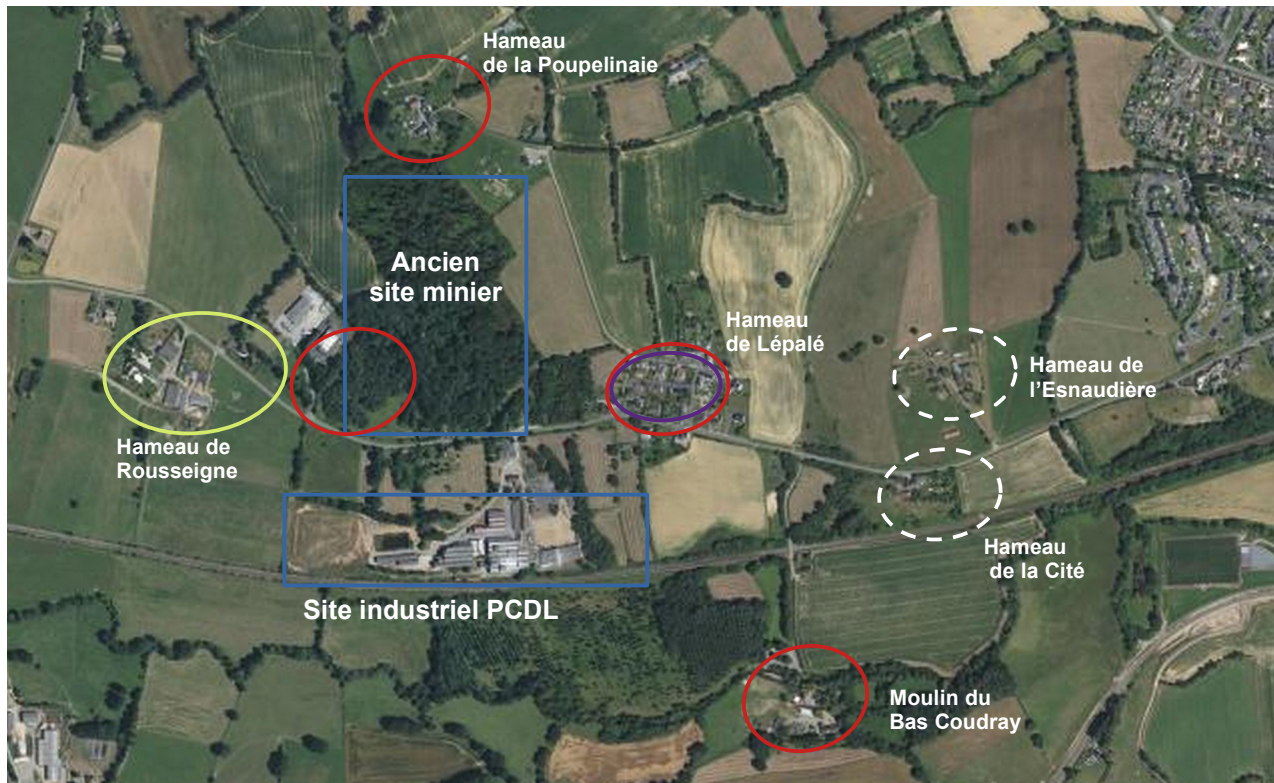 Hameau
de la Poupelinaie
Ancien
site minier
Hameau
de Lépalé
Hameau de
l'Esnaudière
Hameau de
Rousseigne
Hameau
de la Cité
Site industriel PCDL
Moulin du
Bas Coudray